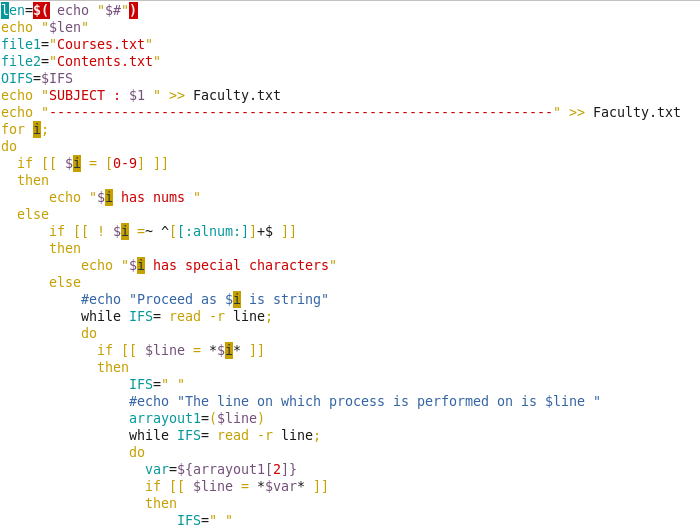 len=$( echo "$#")
echo "$len"
file1="Courses.txt"
file2="Contents.txt"
OIFS=$IFS
echo "SUBJECT : $1 " >> Faculty.txt
echo "---------------------------------------------------------------" >> Faculty.txt
for i;
do
  if [[ $i = [0-9] ]]
  then
      echo "$i has nums "
  else
      if [[ ! $i =~ ^[[:alnum:]]+$ ]]
      then
          echo "$i has special characters"
      else
          #echo "Proceed as $i is string"
          while IFS= read -r line;
          do
            if [[ $line = *$i* ]]
            then
                IFS=" "
                #echo "The line on which process is performed on is $line "
                arrayout1=($line)
                while IFS= read -r line;
                do
                  var=${arrayout1[2]}
                  if [[ $line = *$var* ]]
                  then
                      IFS=" "